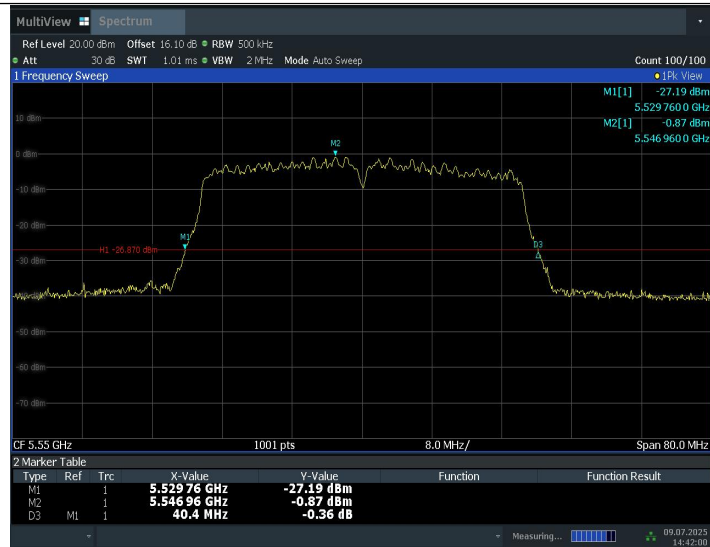 MultiView Spectrum
Ref Level 20.00 dBm Offset 16.10 dB RBW 500 kHz
Att 30 dB SWT 1.01 ms VBW 2 MHz Mode Auto Sweep Count 100/100
1 Frequency Sweep 1Pk View
M1[1] -27.19 dBm
5.529 760 0 GHz
M2[1] -0.87 dBm
5.546 960 0 GHz
10 dBm
M2
0 dBm
-10 dBm
-20 dBm
M1
D3
H1 -26.870 dBm
-30 dBm
-50 dBm
-60 dBm
-70 dBm
CF 5.55 GHz 1001 pts 8.0 MHz/ Span 80.0 MHz
2 Marker Table
Type Ref Trc X-Value Y-Value Function Function Result
M1 1 5.529 76 GHz -27.19 dBm
M2 1 5.546 96 GHz -0.87 dBm
D3 M1 1 40.4 MHz -0.36 dB
Measuring... 09.07.2025
14:42:00